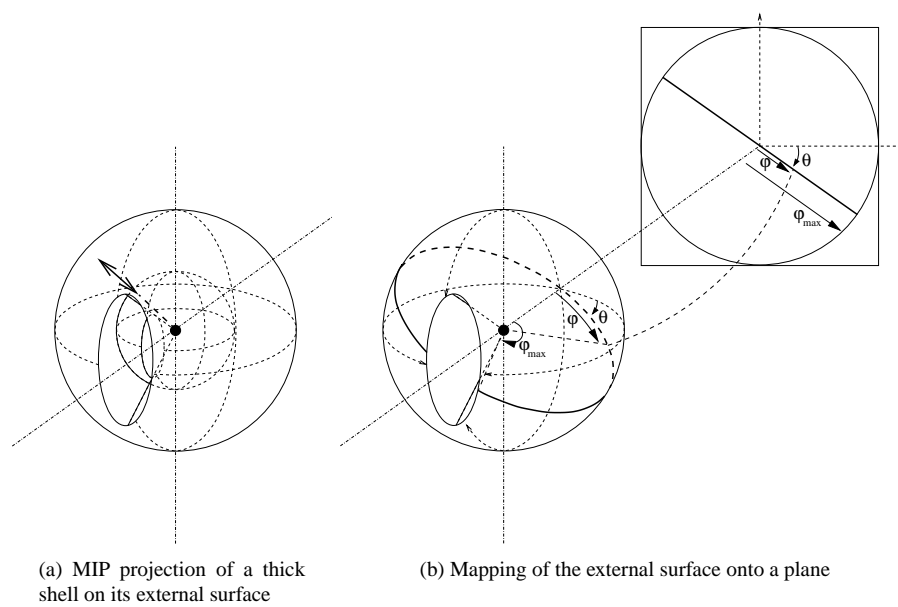 θ
φ
φmax
θ
φ
φmax
(a) MIP projection of a thick
shell on its external surface
(b) Mapping of the external surface onto a plane